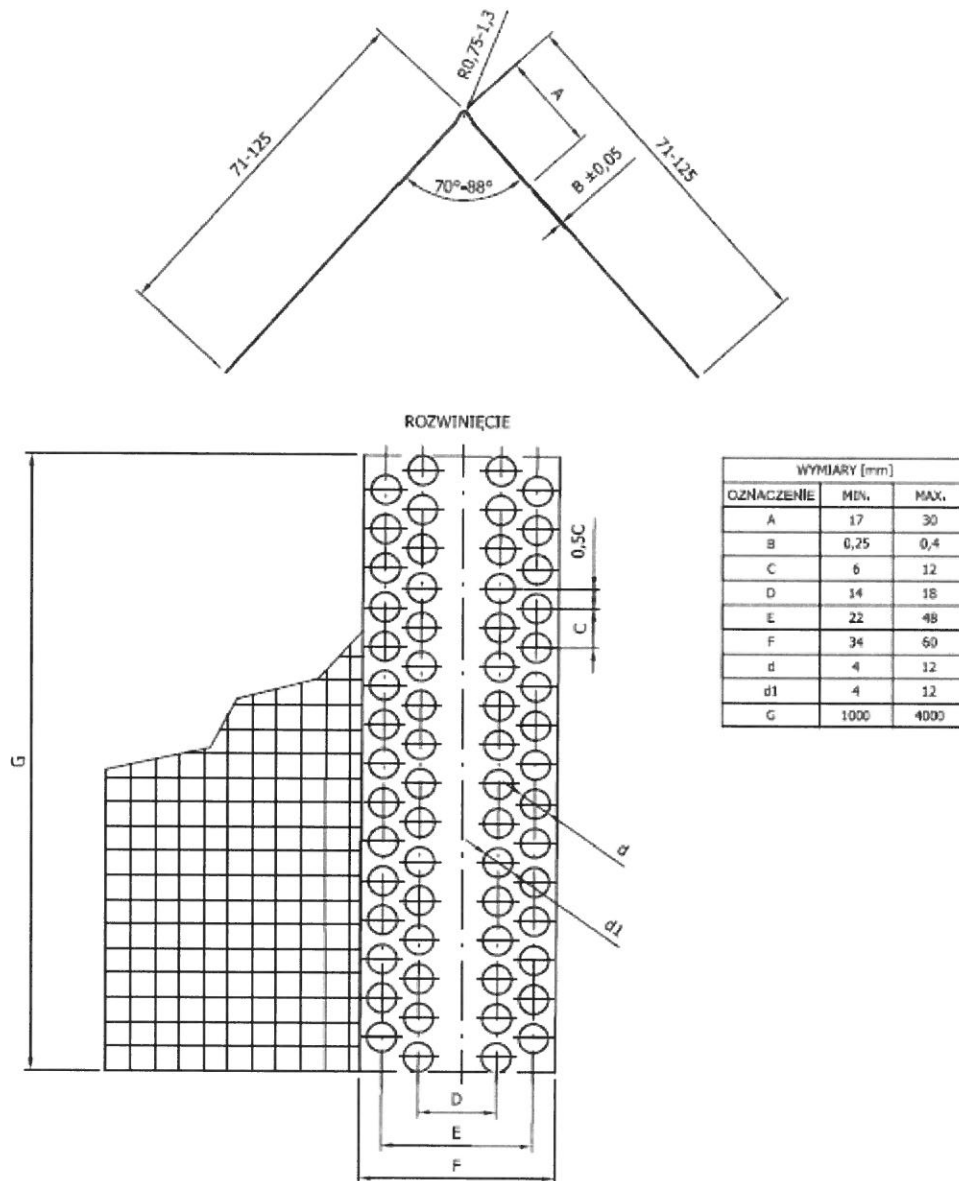 R0,75-1,3
A
71-125
71-125
B ±0,05
70°-88°
ROZWINIĘCIE
WYMIARY [mm]
OZNACZENIE MIN. MAX.
A 17 30
B 0,25 0,4
C 6 12
D 14 18
E 22 48
F 34 60
d 4 12
d1 4 12
G 1000 4000
0,5C
C
G
d
d1
D
E
F